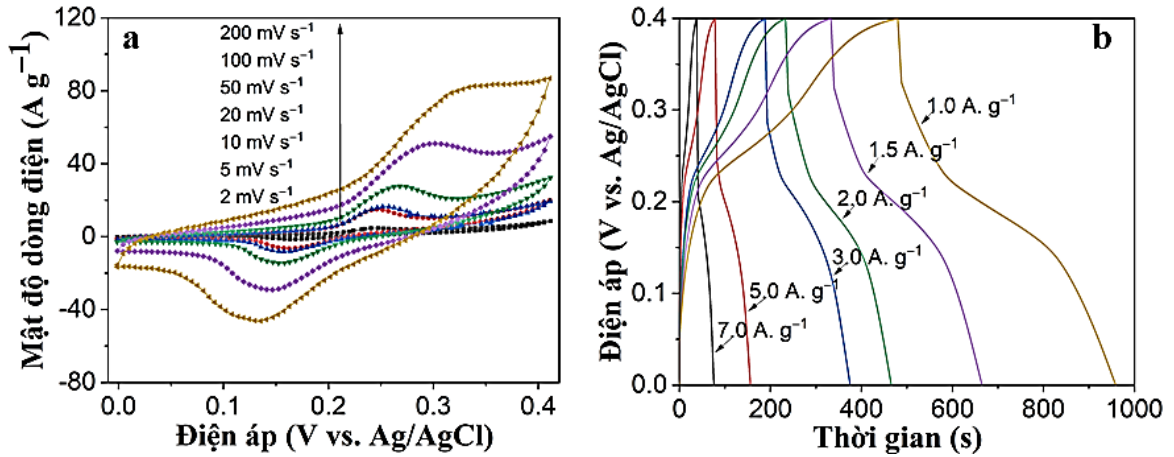 a
Mật độ dòng điện (A g⁻¹)
120
80
40
0
-40
-80
200 mV s⁻¹
100 mV s⁻¹
50 mV s⁻¹
20 mV s⁻¹
10 mV s⁻¹
5 mV s⁻¹
2 mV s⁻¹
0.0 0.1 0.2 0.3 0.4
Điện áp (V vs. Ag/AgCl)
b
Điện áp (V vs. Ag/AgCl)
0.4
0.3
0.2
0.1
0.0
1.0 A. g⁻¹
1.5 A. g⁻¹
2.0 A. g⁻¹
3.0 A. g⁻¹
5.0 A. g⁻¹
7.0 A. g⁻¹
0 200 400 600 800 1000
Thời gian (s)